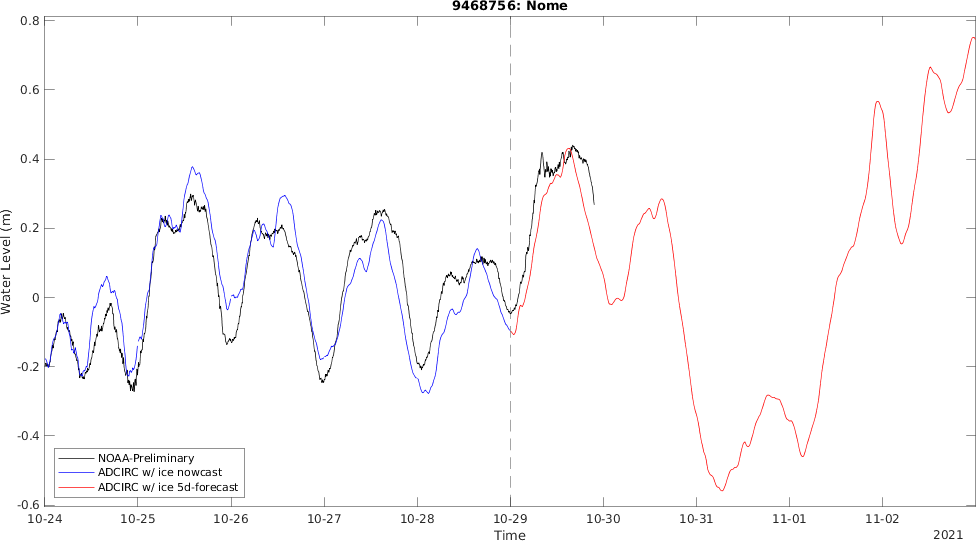 9468756: Nome
0.8
0.6
0.4
0.2
0
-0.2
-0.4
-0.6
Water Level (m)
NOAA-Preliminary
ADCIRC w/ ice nowcast
ADCIRC w/ ice 5d-forecast
10-24 10-25 10-26 10-27 10-28 10-29 10-30 10-31 11-01 11-02
Time
2021